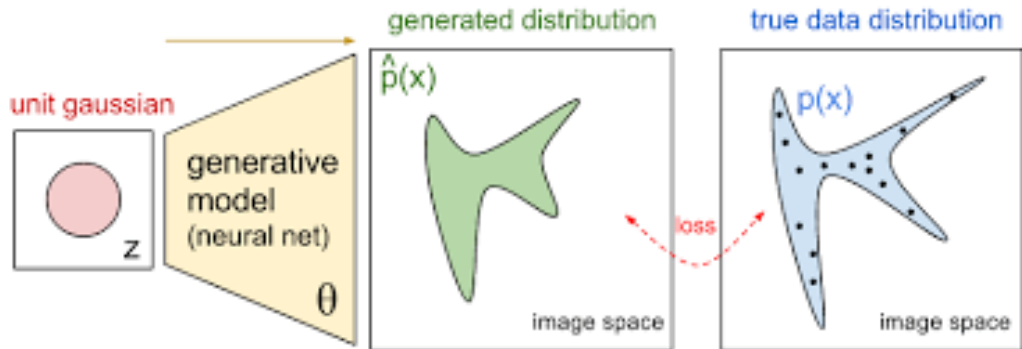 generated distribution
true data distribution
unit gaussian
z
generative
model
(neural net)
θ
p̂(x)
image space
loss
p(x)
image space